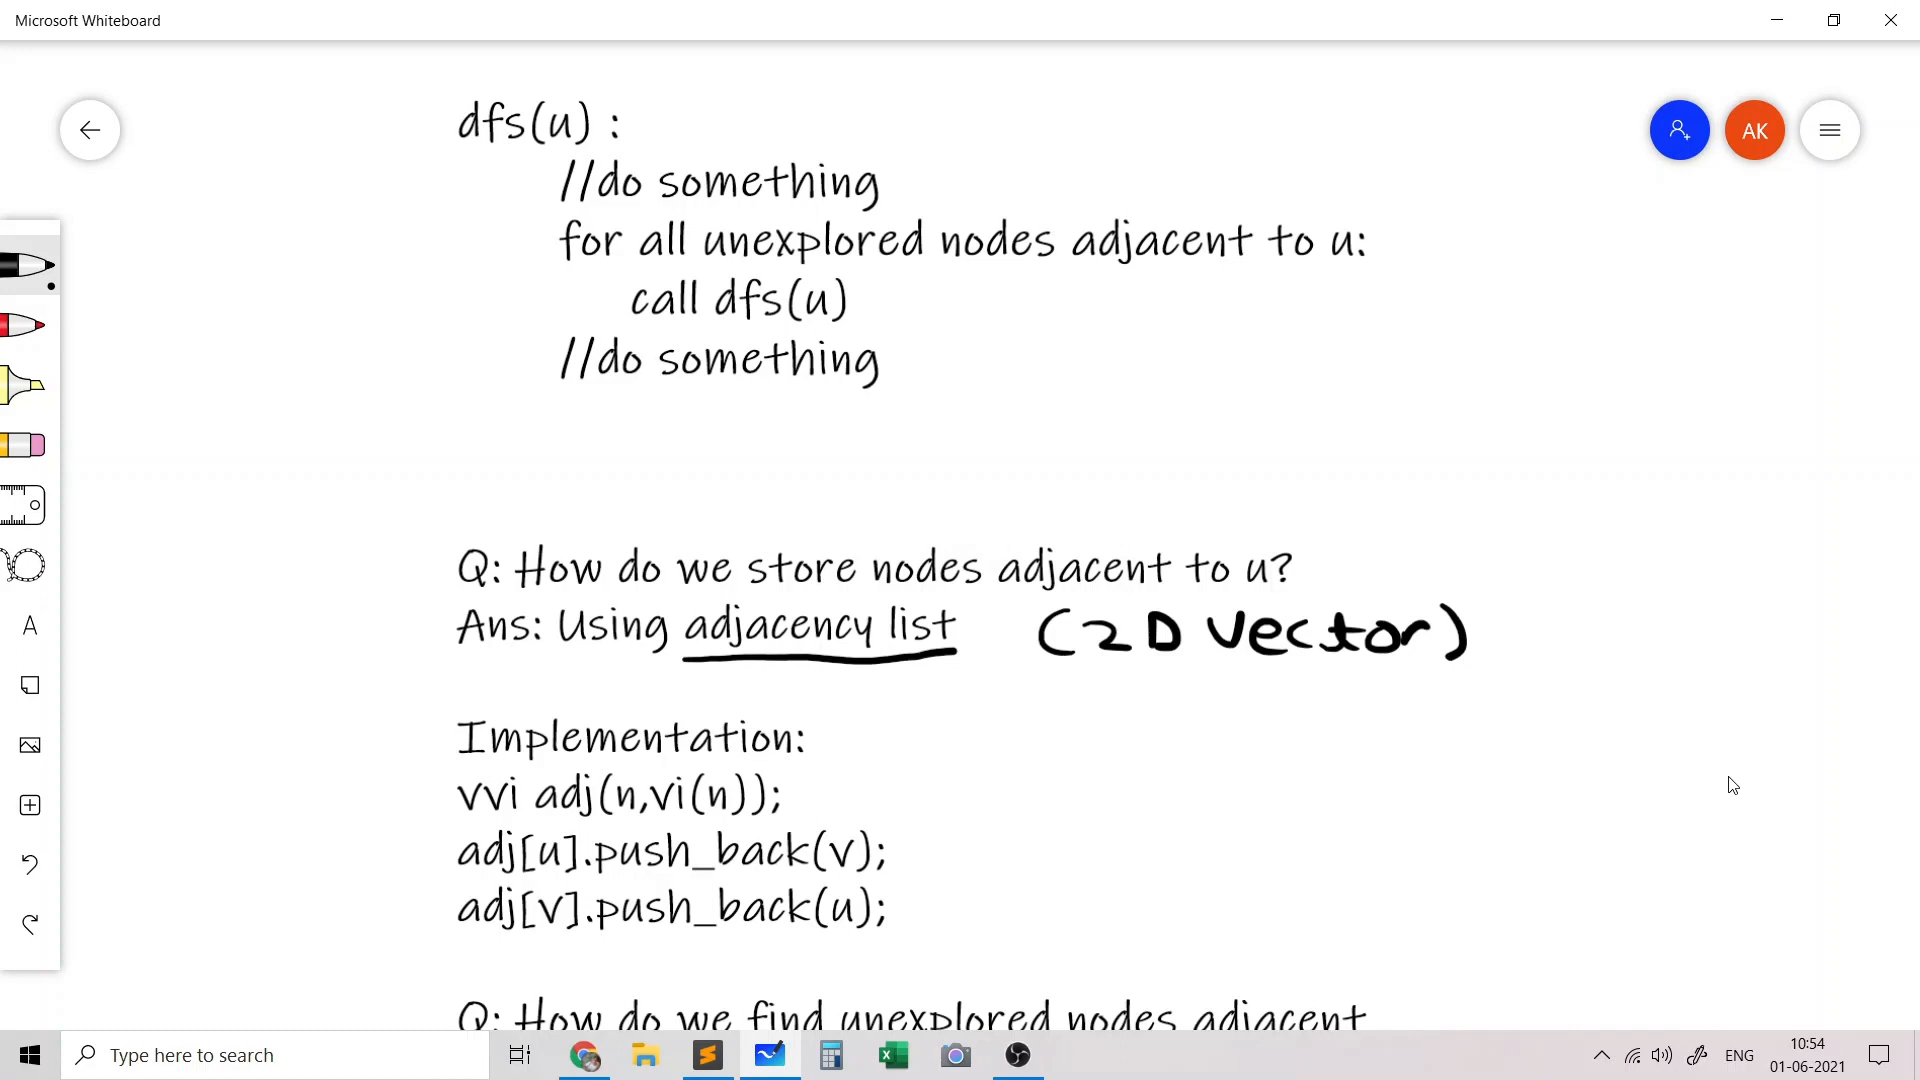 Microsoft Whiteboard
AK
dfs(u) :
//do something
for all unexplored nodes adjacent to u:
call dfs(u)
//do something
Q: How do we store nodes adjacent to u?
Ans: Using adjacency list (2D vector)
Implementation:
vvi adj(n,vi(n));
adj[u].push_back(v);
adj[v].push_back(u);
Q: How do we find unexplored nodes adjacent
A
Type here to search
ENG
10:54
01-06-2021